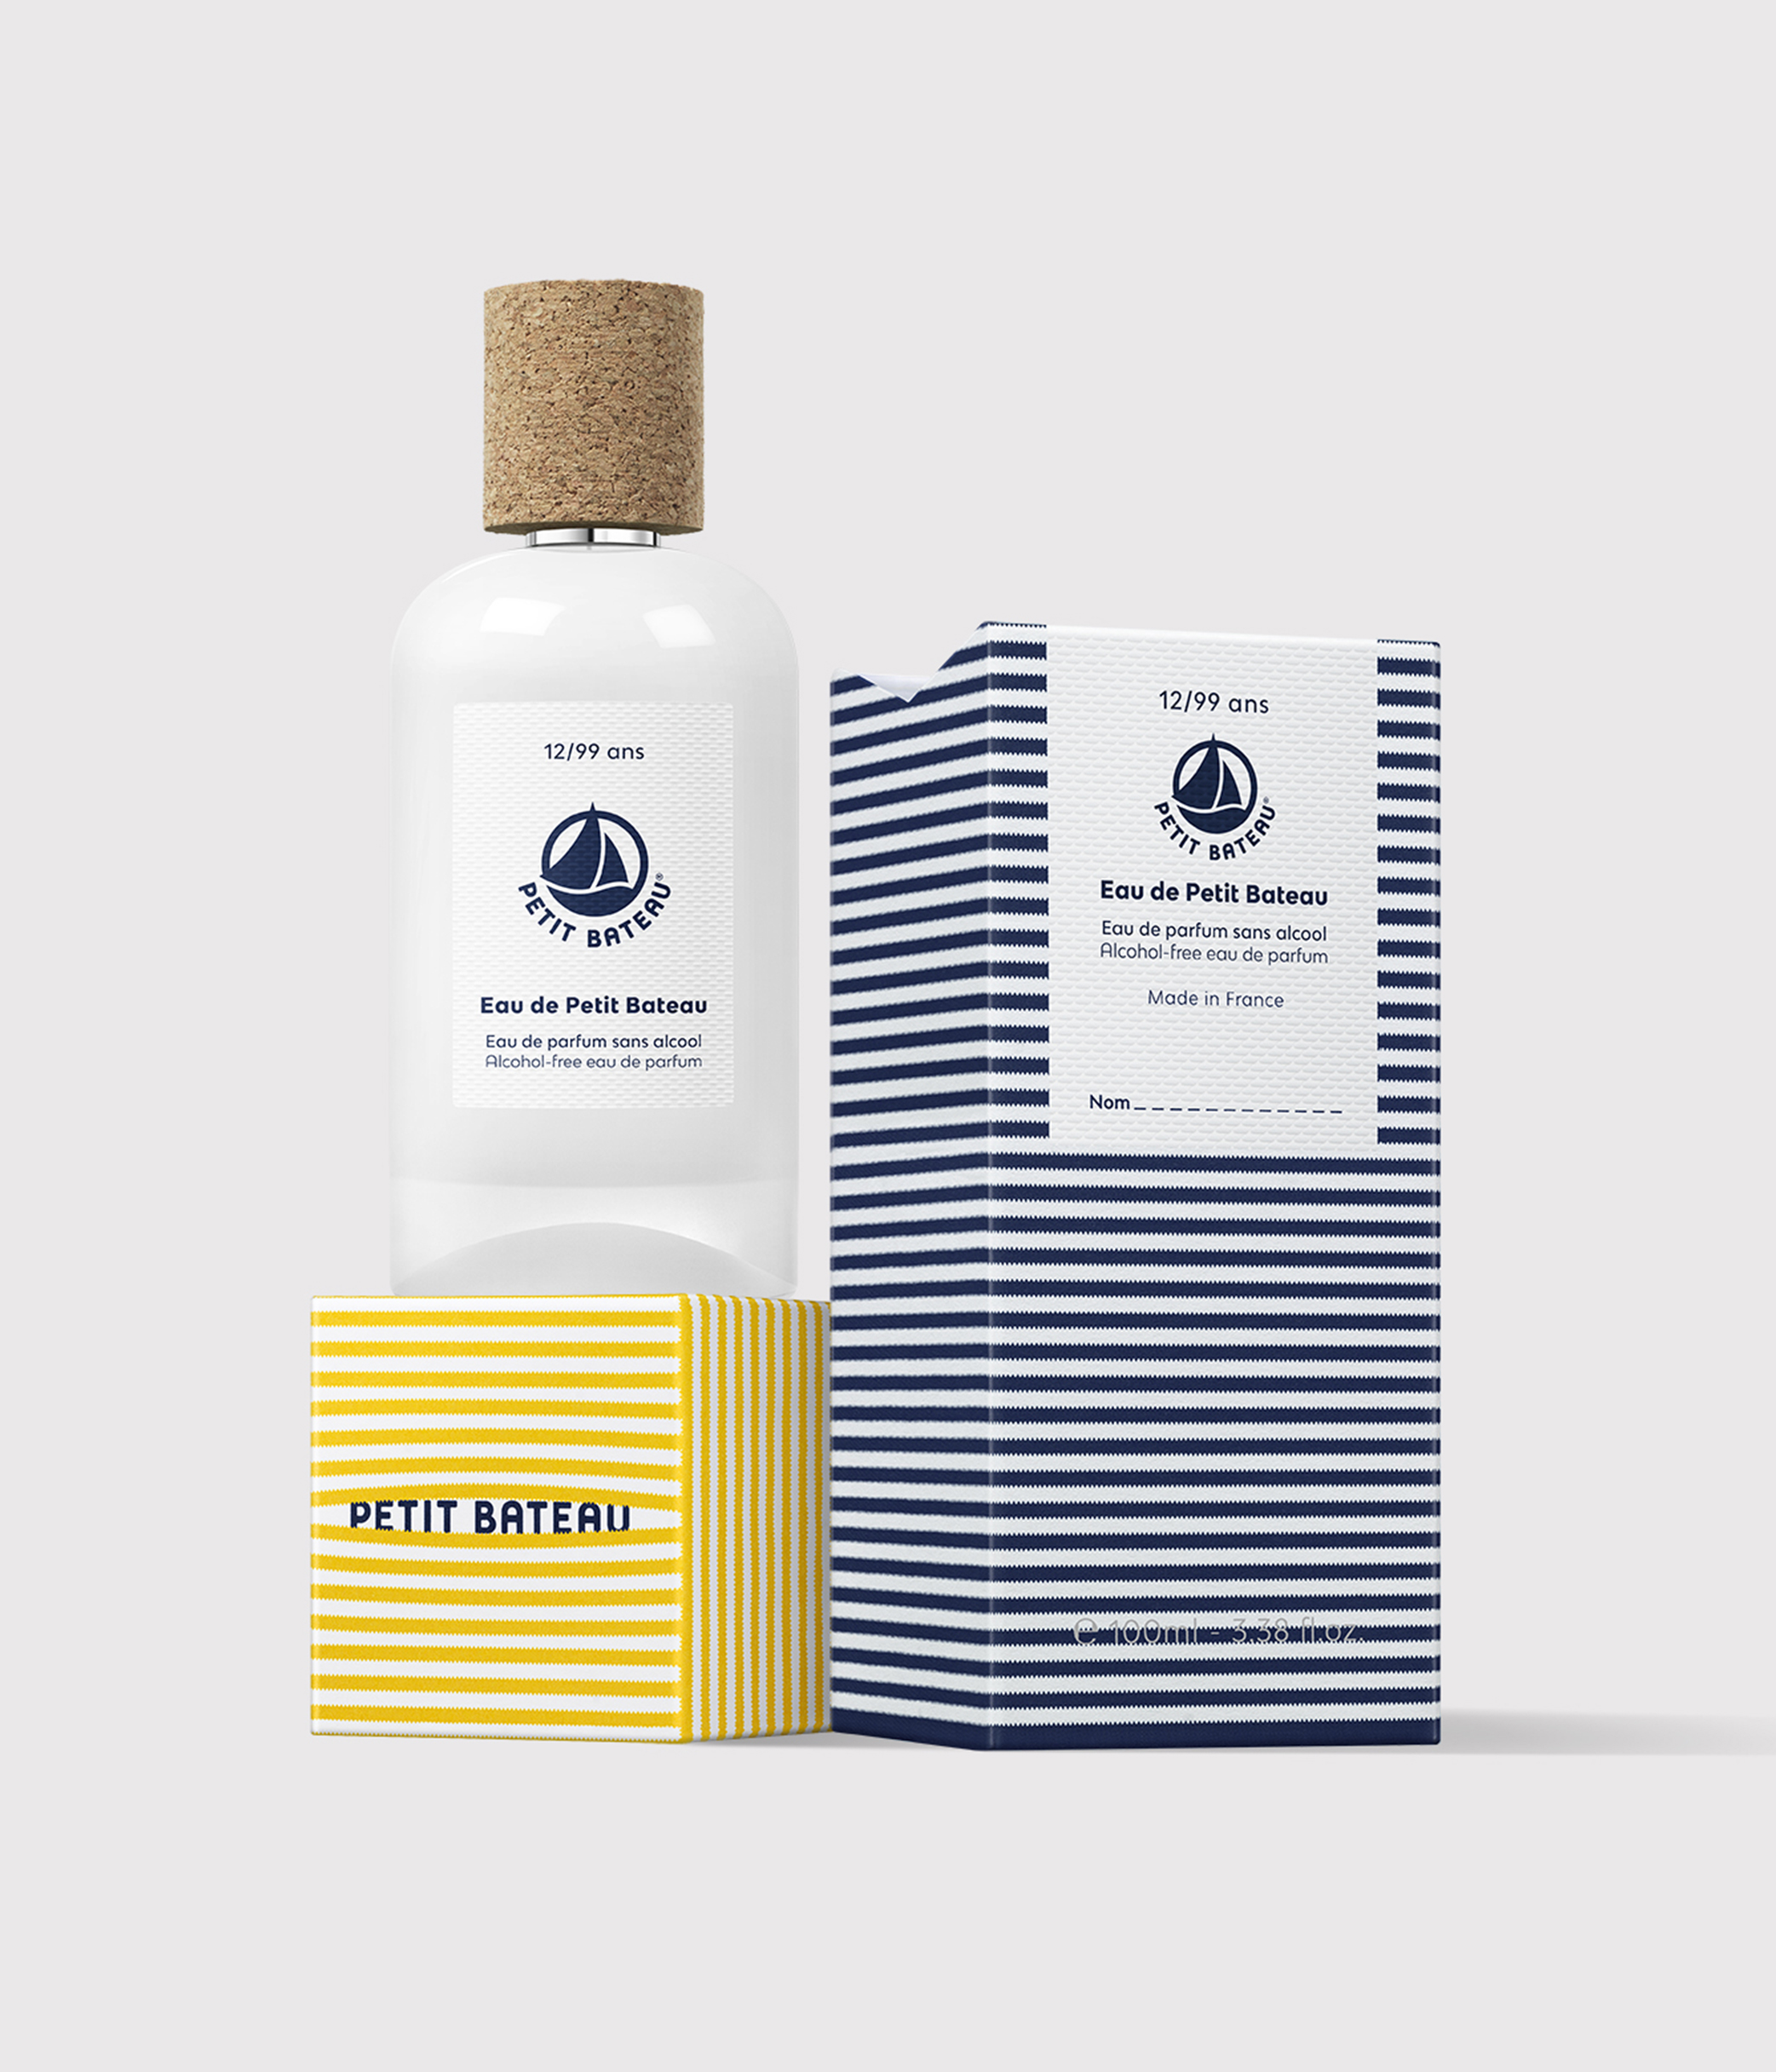 12/99 ans
PETIT BATEAU®
Eau de Petit Bateau
Eau de parfum sans alcool
Alcohol-free eau de parfum
PETIT BATEAU
12/99 ans
PETIT BATEAU®
Eau de Petit Bateau
Eau de parfum sans alcool
Alcohol-free eau de parfum
Made in France
Nom_ _ _ _ _ _ _ _ _ _ _ _
℮ 100ml - 3.38 fl.oz.